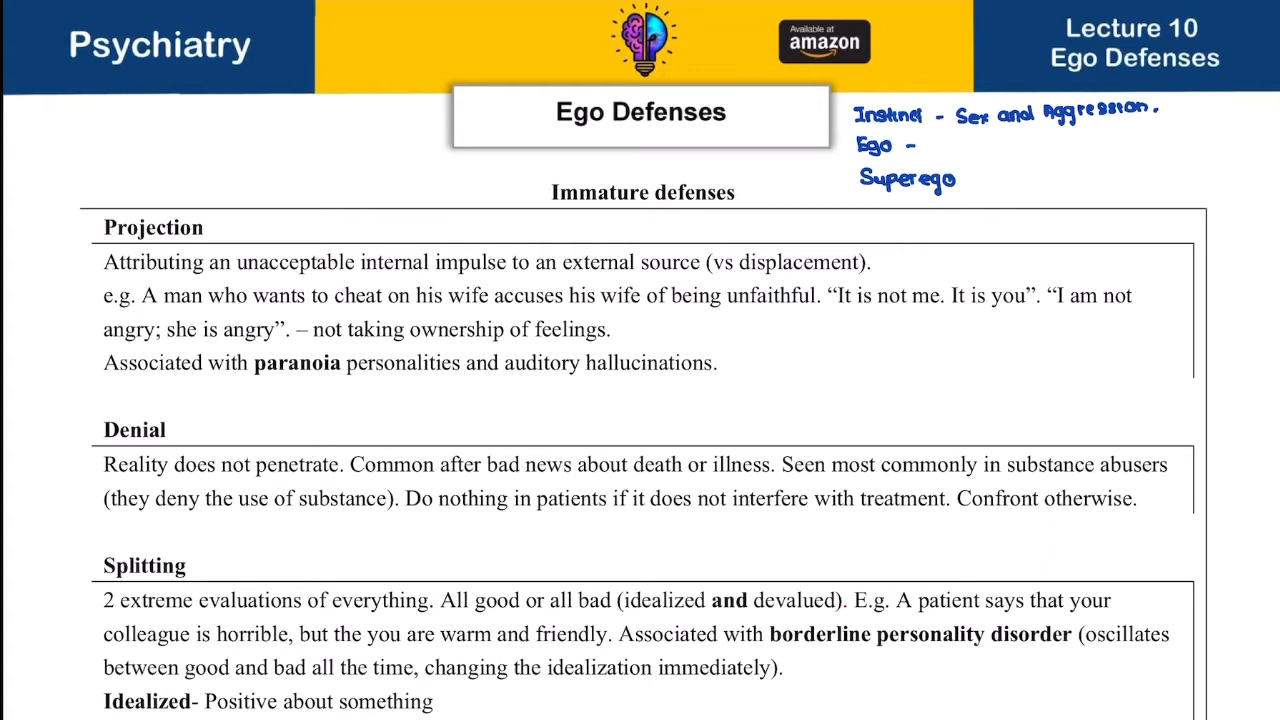 Psychiatry
Available at
amazon
Lecture 10
Ego Defenses
Ego Defenses
Instinct - Sex and Aggression.
Ego -
Superego
Immature defenses
Projection
Attributing an unacceptable internal impulse to an external source (vs displacement).
e.g. A man who wants to cheat on his wife accuses his wife of being unfaithful. “It is not me. It is you”. “I am not
angry; she is angry”. – not taking ownership of feelings.
Associated with paranoia personalities and auditory hallucinations.
Denial
Reality does not penetrate. Common after bad news about death or illness. Seen most commonly in substance abusers
(they deny the use of substance). Do nothing in patients if it does not interfere with treatment. Confront otherwise.
Splitting
2 extreme evaluations of everything. All good or all bad (idealized and devalued). E.g. A patient says that your
colleague is horrible, but the you are warm and friendly. Associated with borderline personality disorder (oscillates
between good and bad all the time, changing the idealization immediately).
Idealized- Positive about something